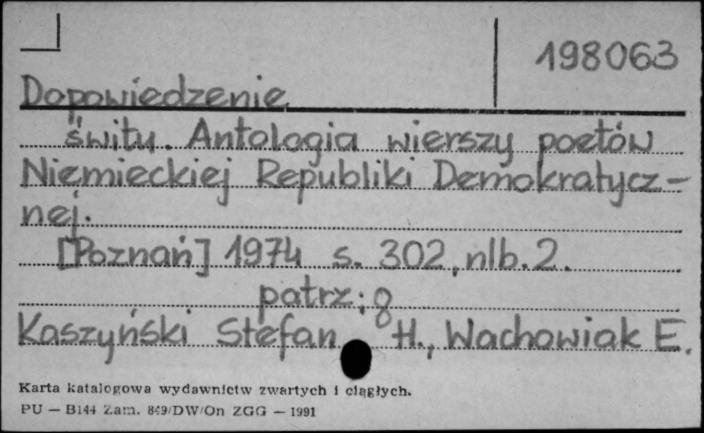 198063
Dopowiedzenie
świtu. Antologia wierszy poetów
Niemieckiej Republiki Demokratycz-
nej.
[Poznań] 1974 s. 302, nlb. 2.
patrz:
Kaszyński Stefan H., Wachowiak E.
Karta katalogowa wydawnictw zwartych i ciągłych.
PU — B144 Zam. 849/DW/On ZGG — 1991